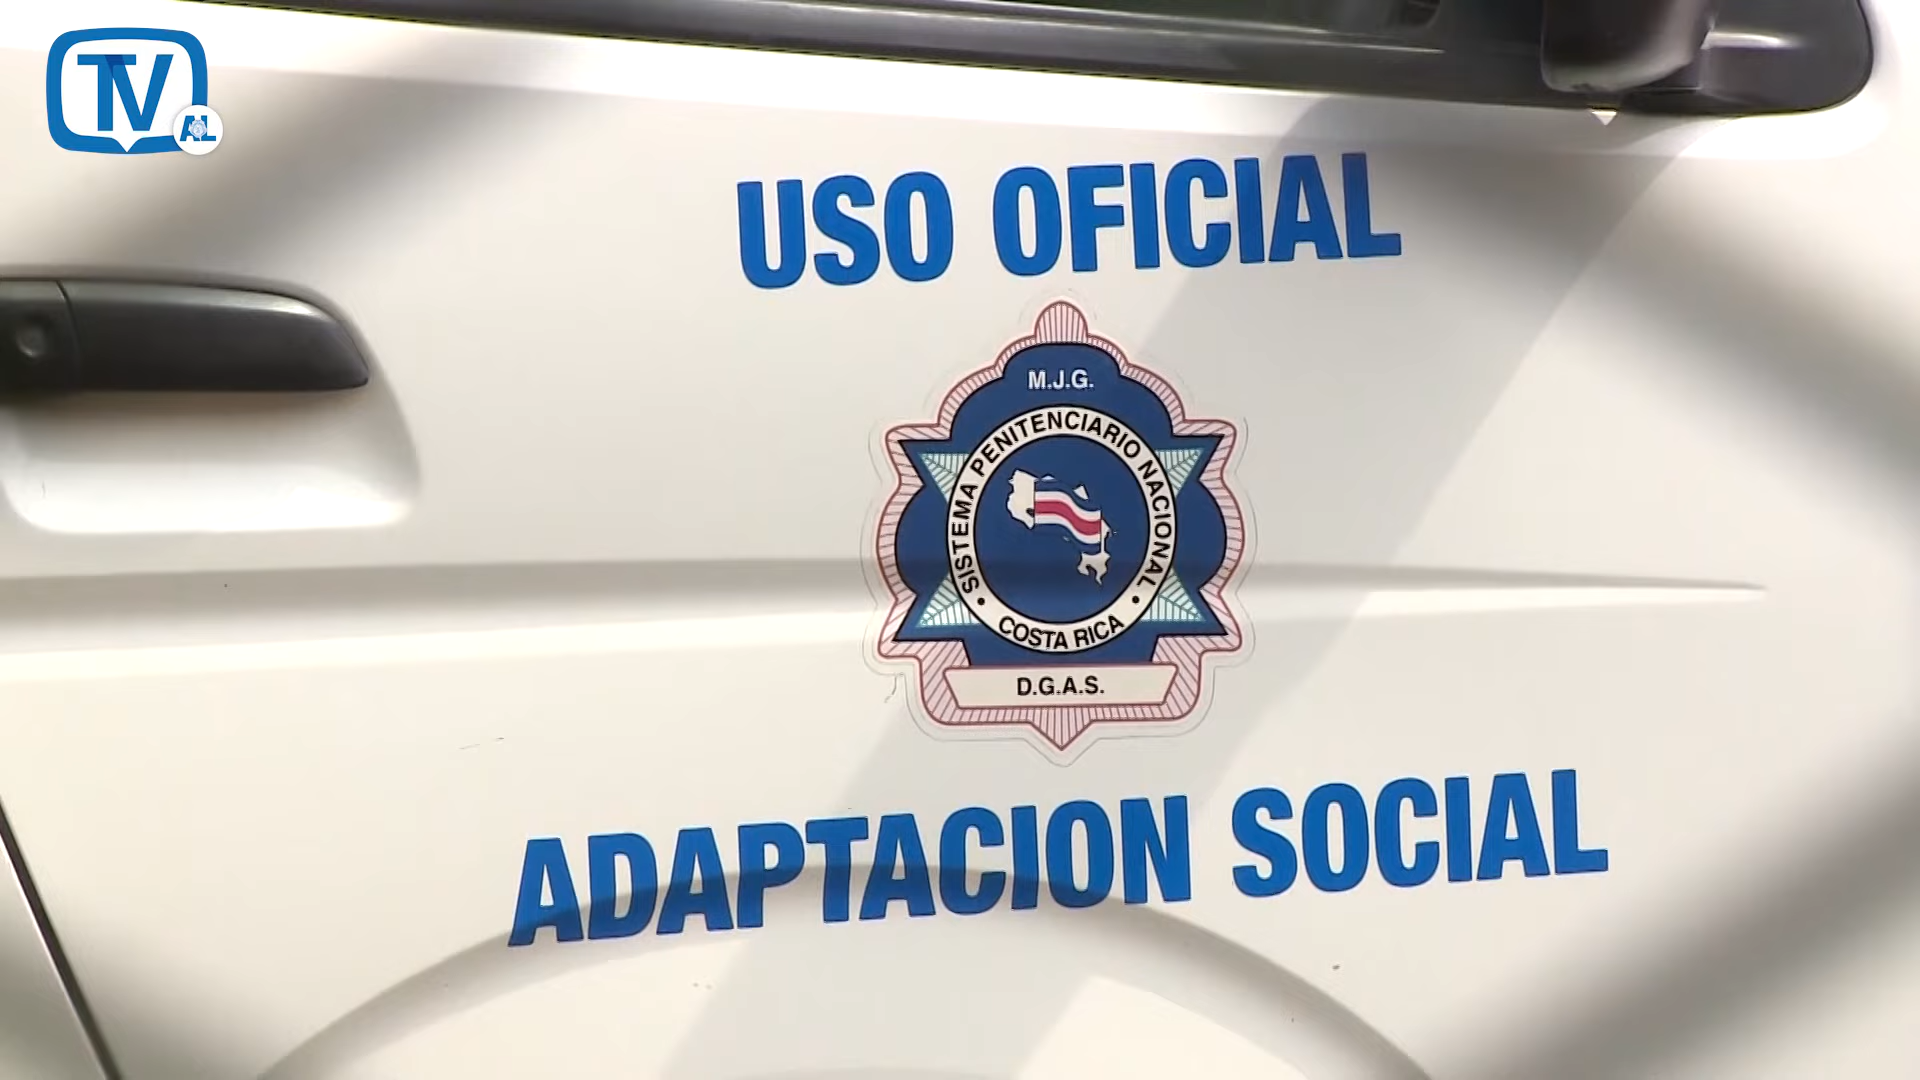 TV
AL
USO OFICIAL
M.J.G.
SISTEMA PENITENCIARIO NACIONAL
COSTA RICA
D.G.A.S.
ADAPTACION SOCIAL